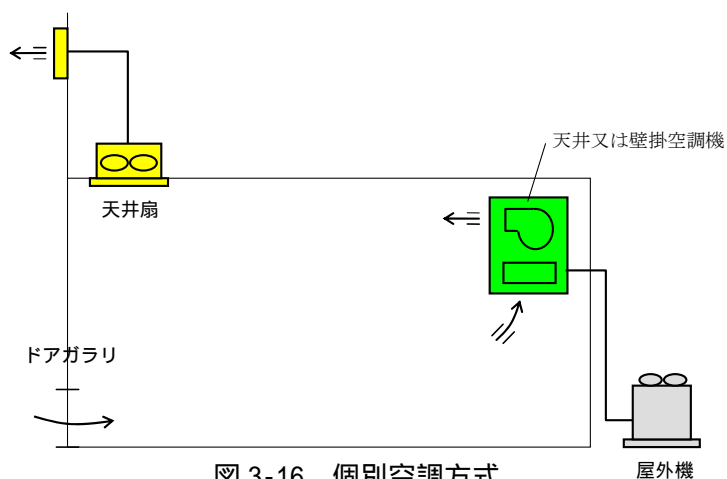 天井又は壁掛空調機
天井扇
ドアガラリ
屋外機
図 3-16 個別空調方式